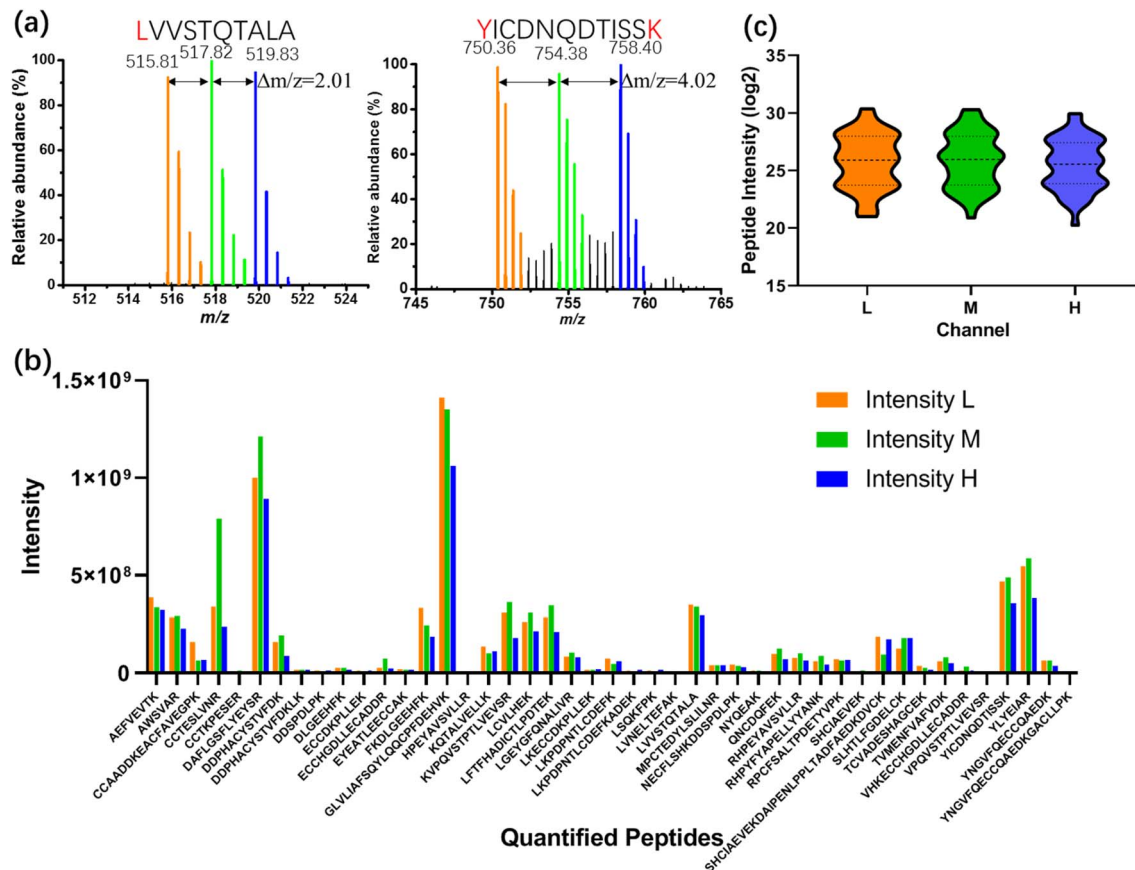 (a)
LVVSTQTALA
515.81
517.82
519.83
Δm/z=2.01
Relative abundance (%)
100
80
60
40
20
0
512
514
516
518
520
522
524
m/z
YICDNQDTISSK
750.36
754.38
758.40
Δm/z=4.02
Relative abundance (%)
100
80
60
40
20
0
745
750
755
760
765
m/z
(c)
Peptide Intensity (log2)
35
30
25
20
15
L
M
H
Channel
(b)
Intensity
1.5×10⁹
1×10⁹
5×10⁸
0
Intensity L
Intensity M
Intensity H
AEFVEVTK
AWSVAR
CCAADDKEACFAVEGPK
CCTESLVNR
CCTKPESER
DAFLGSFLYEYSR
DDPHACYSTVFDK
DDPHACYSTVFDKLK
DDSPDLPK
DLGEEHFK
ECCDKPLLEK
ECCHGDLLECADDR
EYEATLEECCAK
FKDLGEEHFK
GLVLIAFSQYLQQCPFDEHVK
HPEYAVSVLLR
KQTALVELLK
KVPQVSTPTLVEVSR
LCVLHEK
LFTFHADICTLPDTEK
LGEYGFQNALIVR
LKECCDKPLLEK
LKPDPNTLCDEFK
LKPDPNTLCDEFKADEK
LSQKFPK
LVNELTEFAK
LVVSTQTALA
MPCTEDYLSLILNR
NECFLSHKDDSPDLPK
NYQEAK
QNCDQFEK
RHPEYAVSVLLR
RHPYFYAPELLYYANK
RPCFSALTPDETYVPK
SHCIAEVEK
SHCIAEVEKDAIPENLPPLTADFAEDKDVCK
SLHTLFGDELCK
TCVADESHAGCEK
TVMENFVAFVDK
VHKECCHGDLLECADDR
VPQVSTPTLVEVSR
YICDNQDTISSK
YLYEIAR
YNGVFQECCQAEDK
YNGVFQECCQAEDKGACLLPK
Quantified Peptides